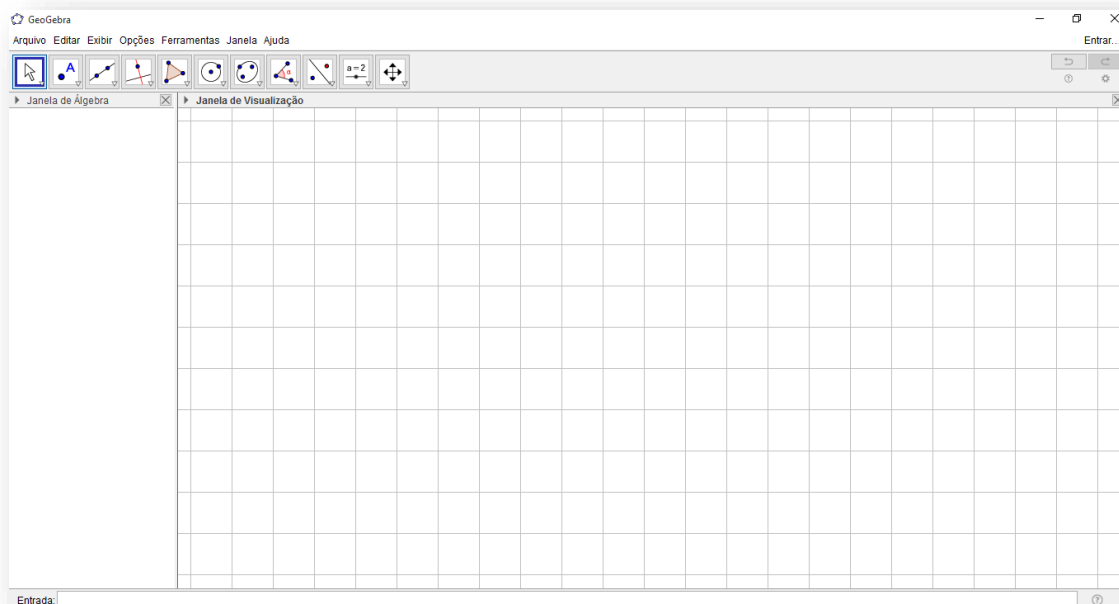 GeoGebra
Arquivo Editar Exibir Opções Ferramentas Janela Ajuda
Entrar..
A
α
a=2
Janela de Álgebra
Janela de Visualização
Entrada: